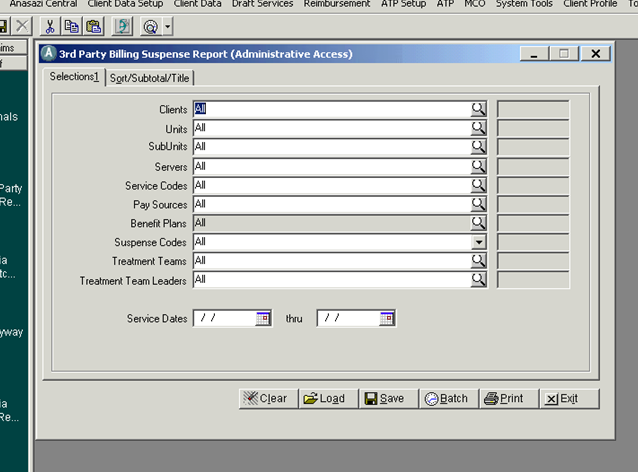 Anasazi Central Client Data Setup Client Data Draft Services Reimbursement ATP Setup ATP MCO System Tools Client Profile To
3rd Party Billing Suspense Report (Administrative Access)
Selections1 Sort/Subtotal/Title
Clients All
Units All
SubUnits All
Servers All
Service Codes All
Pay Sources All
Benefit Plans All
Suspense Codes All
Treatment Teams All
Treatment Team Leaders All
Service Dates / / thru / /
Clear Load Save Batch Print Exit
ims
f
nals
Party
Re...
ia
tc...
yway
ia
Re...